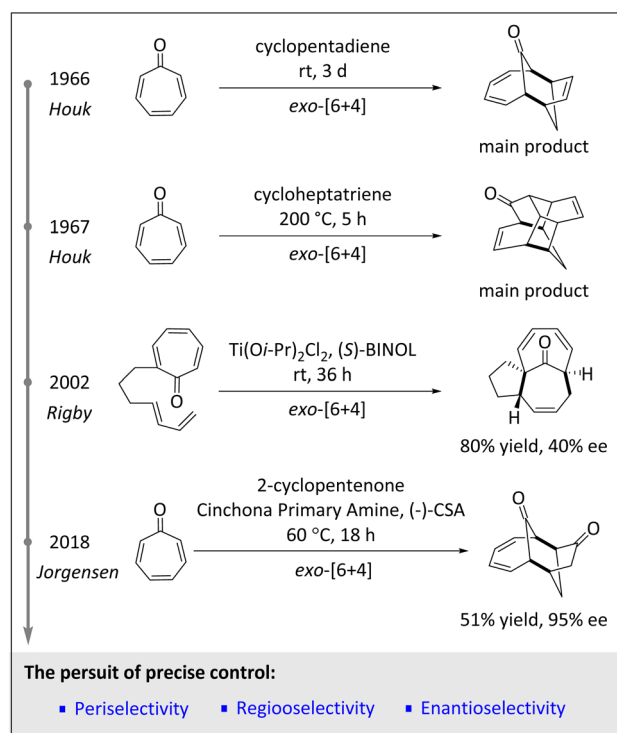 1966
Houk
O
cyclopentadiene
rt, 3 d
exo-[6+4]
O
main product
1967
Houk
O
cycloheptatriene
200 °C, 5 h
exo-[6+4]
O
main product
2002
Rigby
O
Ti(Oi-Pr)2Cl2, (S)-BINOL
rt, 36 h
exo-[6+4]
O
H
H
80% yield, 40% ee
2018
Jorgensen
O
2-cyclopentenone
Cinchona Primary Amine, (-)-CSA
60 °C, 18 h
exo-[6+4]
O
O
51% yield, 95% ee
The persuit of precise control:
▪ Periselectivity ▪ Regiooselectivity ▪ Enantioselectivity